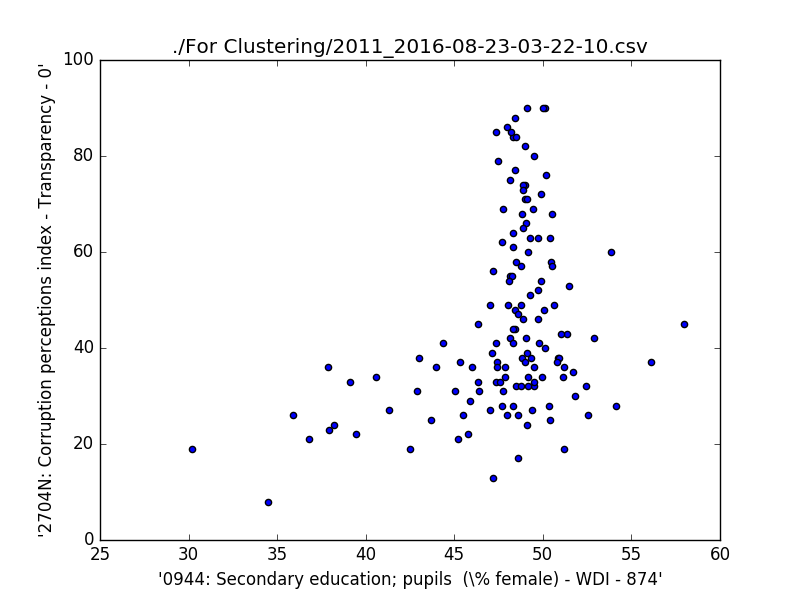 ./For Clustering/2011_2016-08-23-03-22-10.csv
'2704N: Corruption perceptions index - Transparency - 0'
100
80
60
40
20
0
25 30 35 40 45 50 55 60
'0944: Secondary education; pupils  (\% female) - WDI - 874'